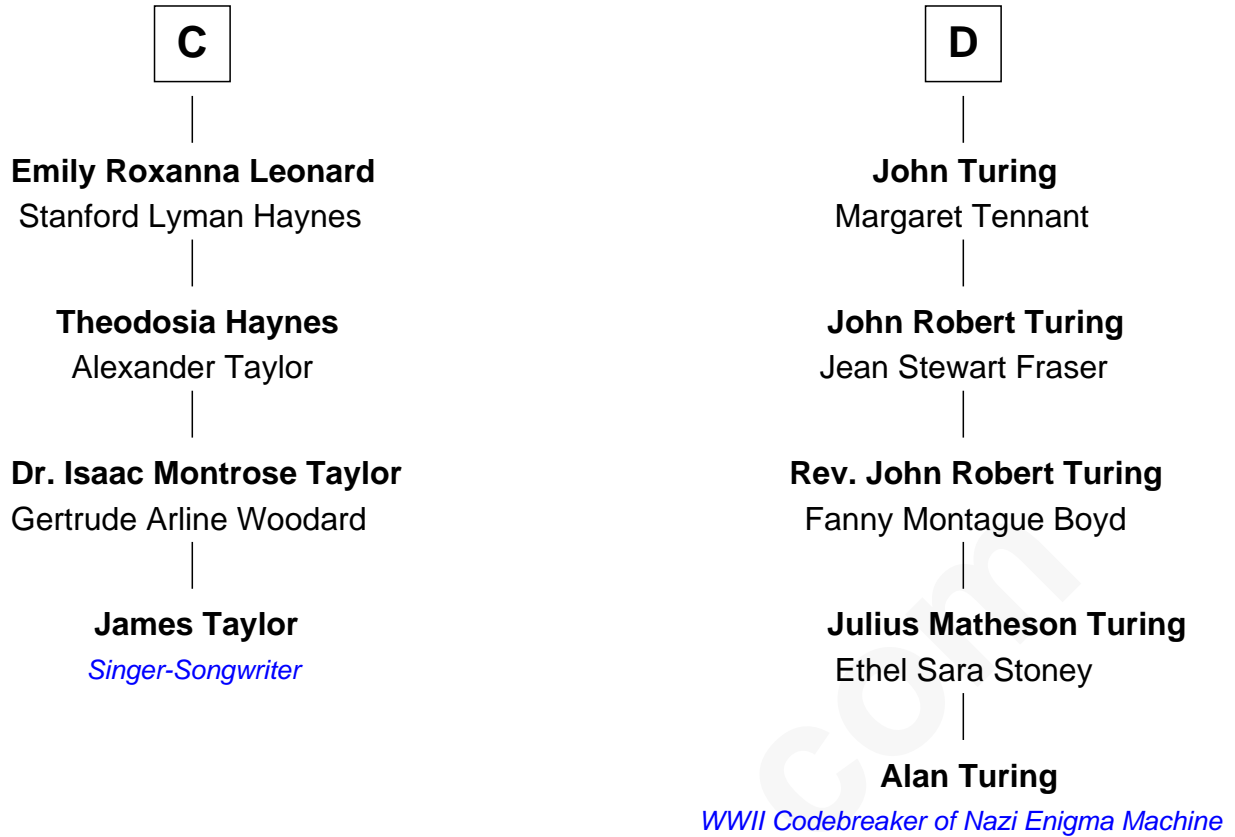 C
Emily Roxanna Leonard
Stanford Lyman Haynes
Theodosia Haynes
Alexander Taylor
Dr. Isaac Montrose Taylor
Gertrude Arline Woodard
James Taylor
Singer-Songwriter
D
John Turing
Margaret Tennant
John Robert Turing
Jean Stewart Fraser
Rev. John Robert Turing
Fanny Montague Boyd
Julius Matheson Turing
Ethel Sara Stoney
Alan Turing
WWII Codebreaker of Nazi Enigma Machine
com